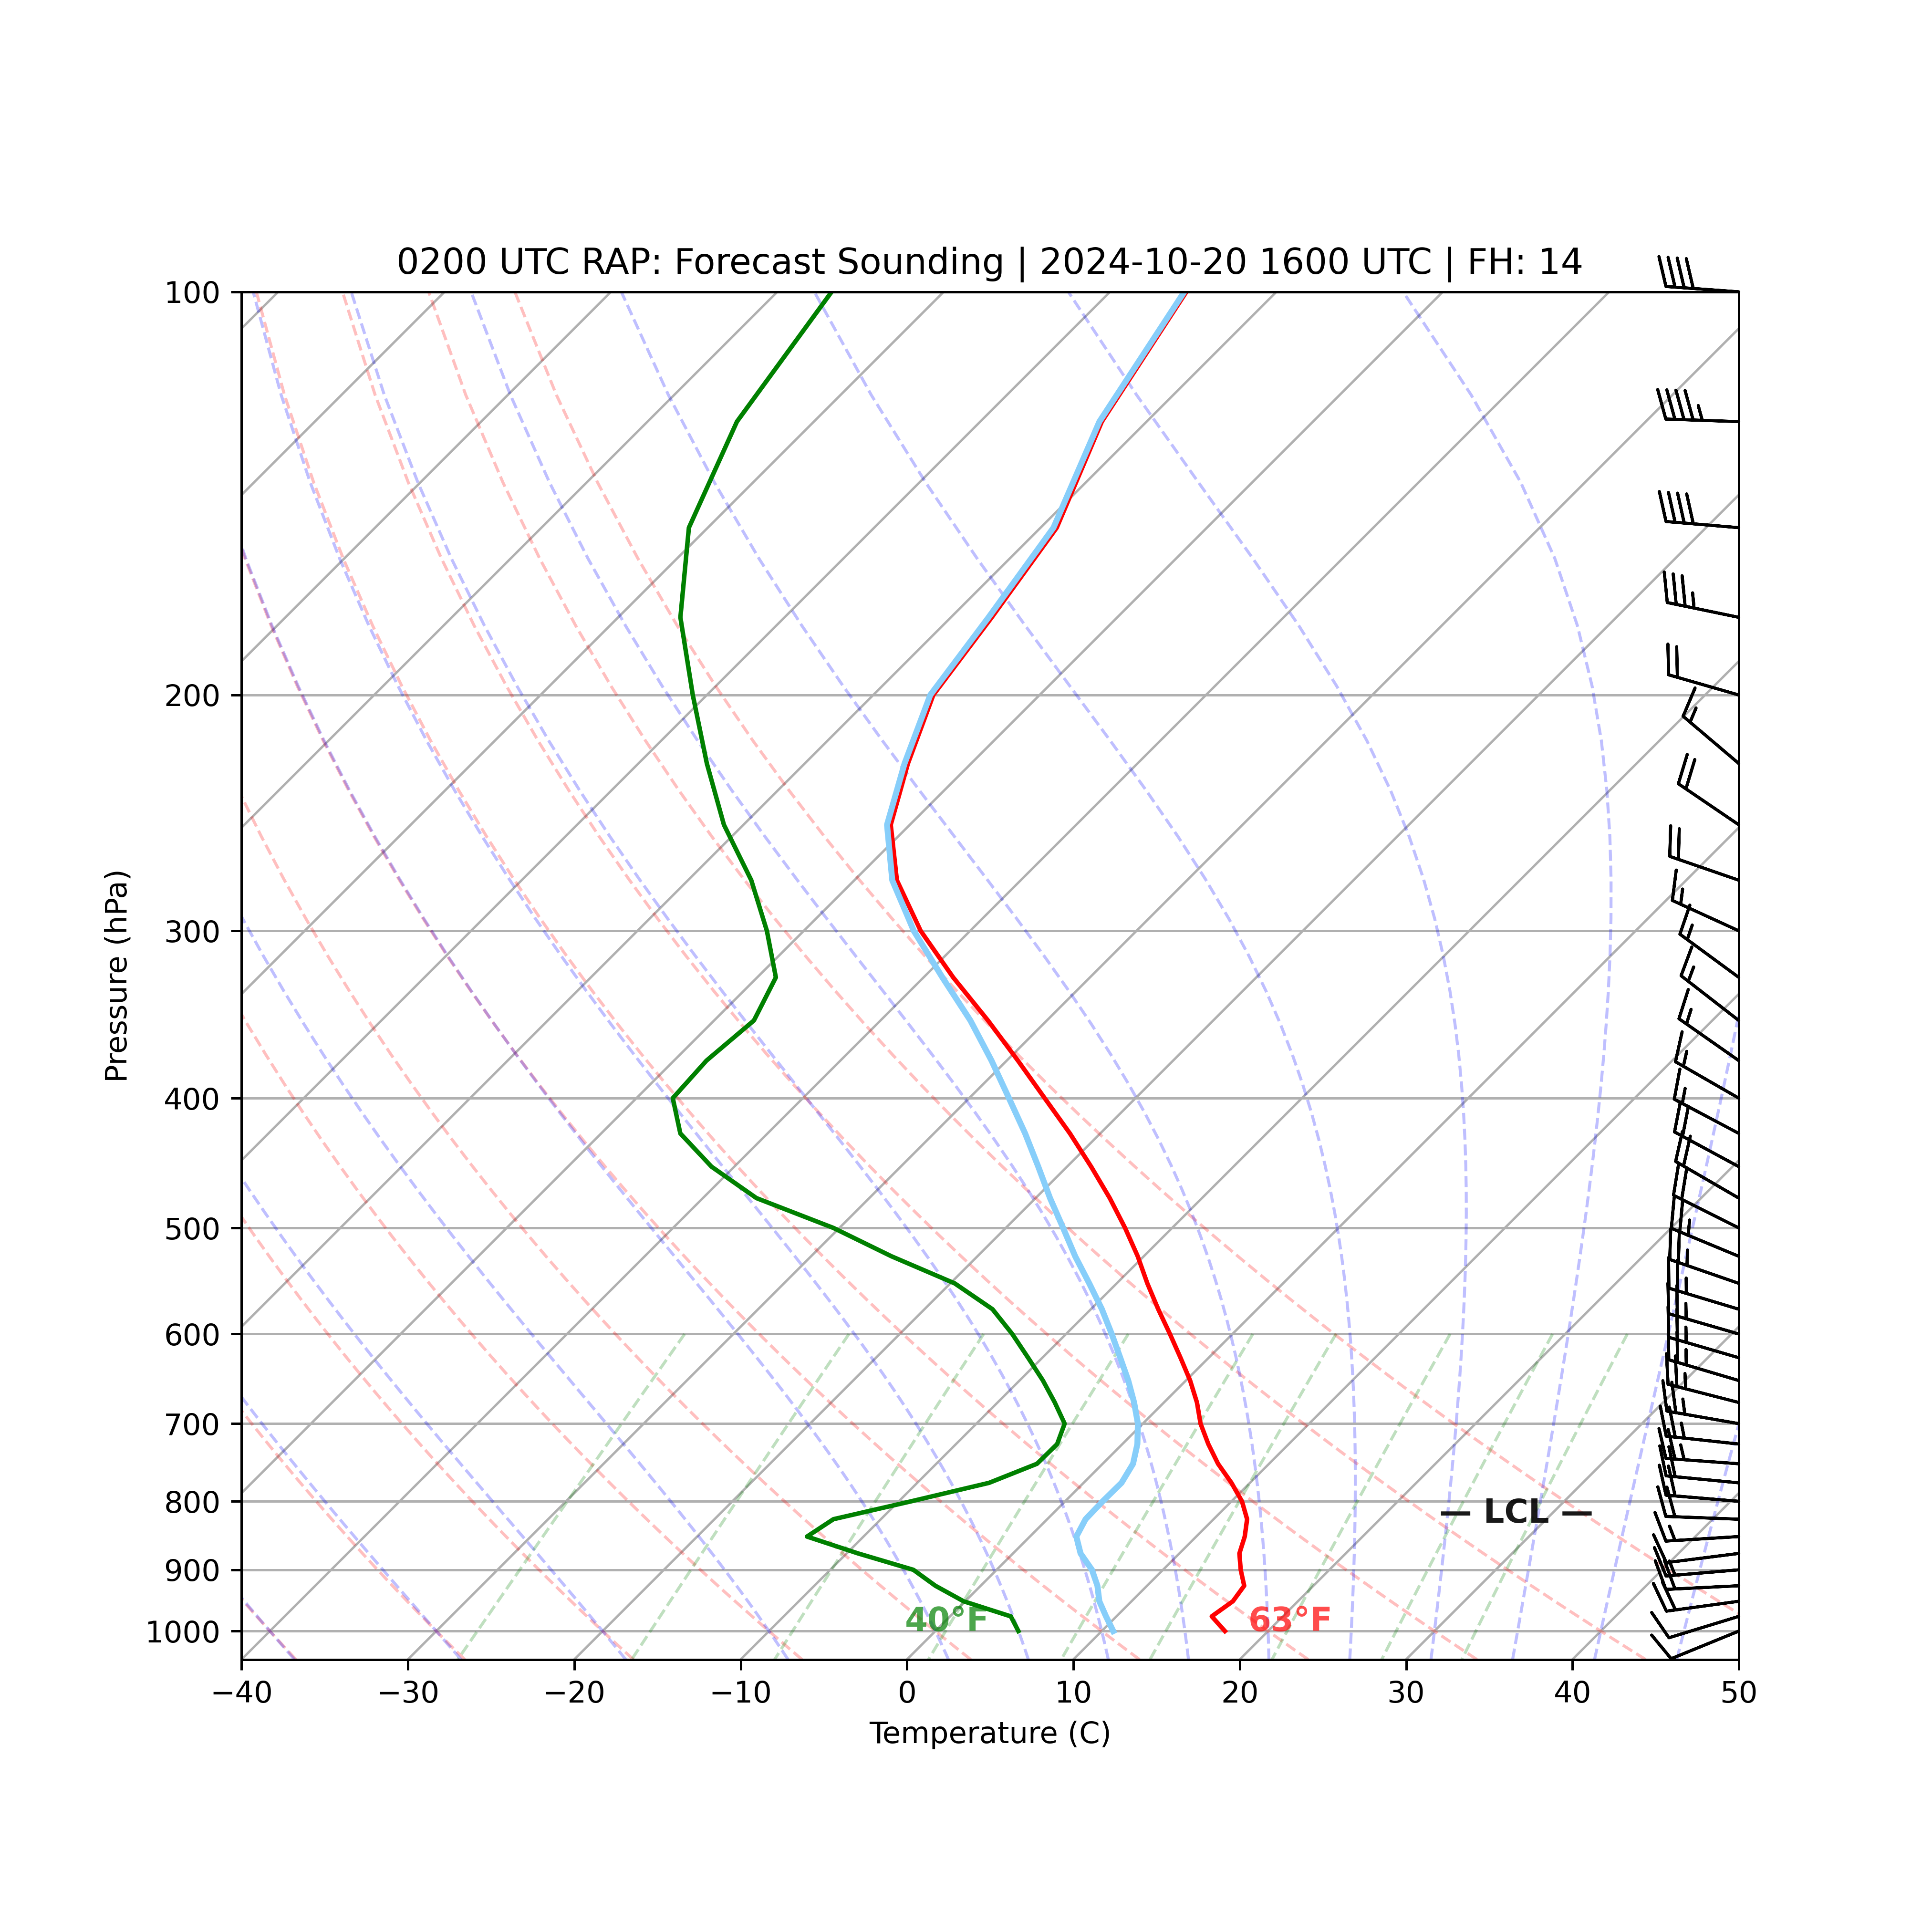 0200 UTC RAP: Forecast Sounding | 2024-10-20 1600 UTC | FH: 14
100
200
300
400
500
600
700
800
900
1000
Pressure (hPa)
— LCL —
40°F
63°F
−40 −30 −20 −10 0 10 20 30 40 50
Temperature (C)